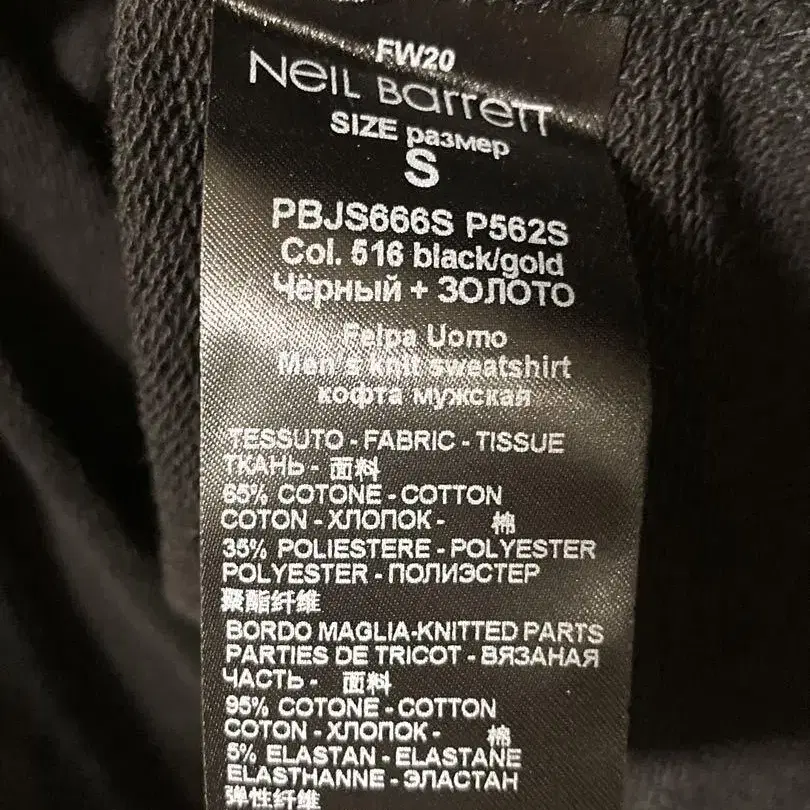 FW20
NeIL Barrett
SIZE размер
S
PBJS666S P562S
Col. 516 black/gold
Чёрный + ЗОЛОТО
Felpa Uomo
Men's knit sweatshirt
кофта мужская
TESSUTO - FABRIC - TISSUE
ТКАНЬ - 面料
65% COTONE - COTTON
COTON - ХЛОПОК - 棉
35% POLIESTERE - POLYESTER
POLYESTER - ПОЛИЭСТЕР
聚酯纤维
BORDO MAGLIA-KNITTED PARTS
PARTIES DE TRICOT - ВЯЗАНАЯ
ЧАСТЬ - 面料
95% COTONE - COTTON
COTON - ХЛОПОК - 棉
5% ELASTAN - ELASTANE
ELASTHANNE - ЭЛАСТАН
弹性纤维